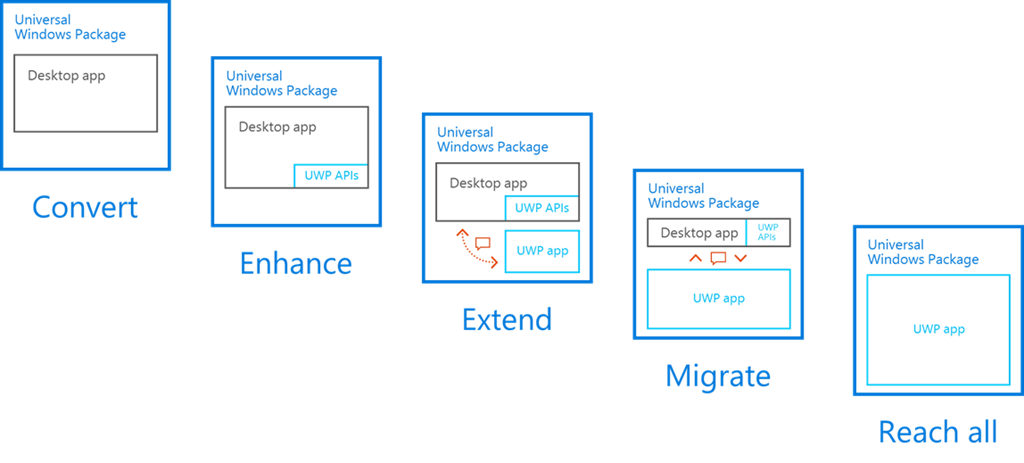 Universal
Windows Package
Desktop app
Convert
Universal
Windows Package
Desktop app
UWP APIs
Enhance
Universal
Windows Package
Desktop app
UWP APIs
UWP app
Extend
Universal
Windows Package
Desktop app
UWP
APIs
UWP app
Migrate
Universal
Windows Package
UWP app
Reach all